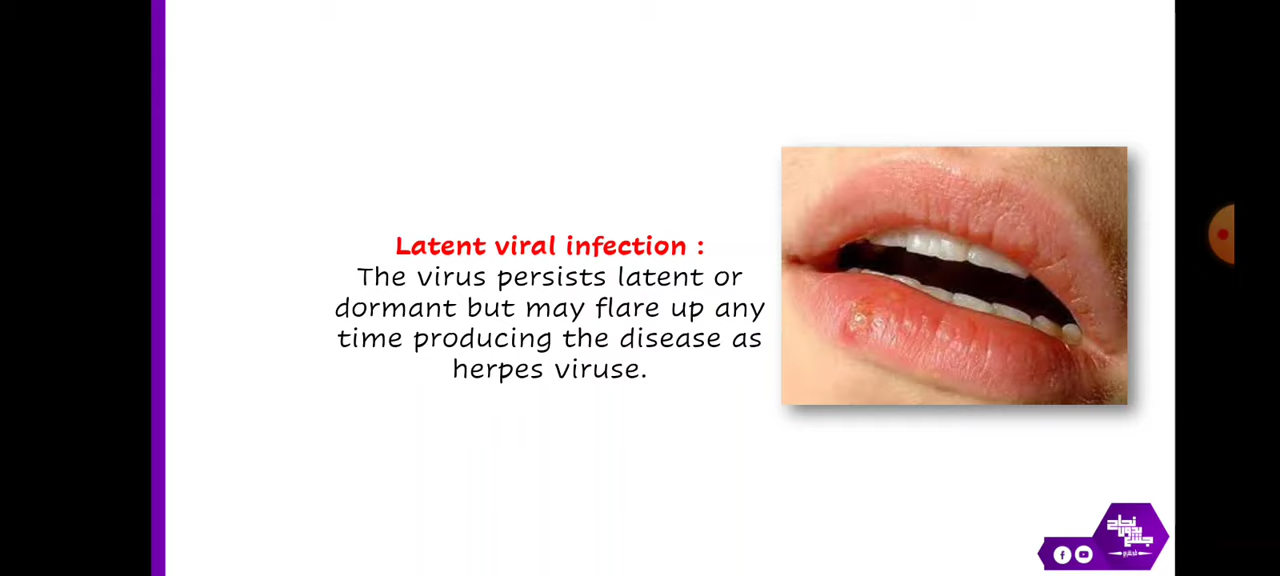 Latent viral infection :
The virus persists latent or
dormant but may flare up any
time producing the disease as
herpes viruse.